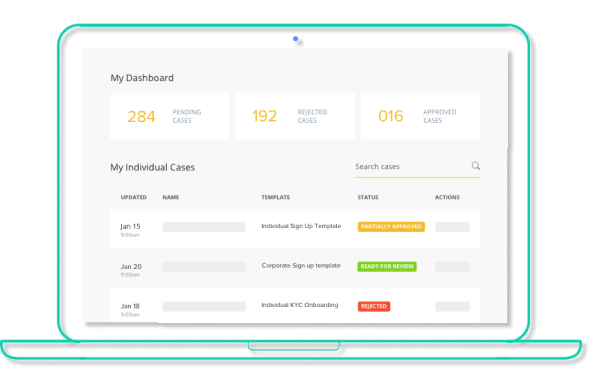 My Dashboard
284 PENDING CASES
192 REJECTED CASES
016 APPROVED CASES
My Individual Cases
Search cases
UPDATED NAME TEMPLATE STATUS ACTIONS
Jan 15 Individual Sign Up Template PARTIALLY APPROVED
9:00am
Jan 20 Corporate Sign up template READY FOR REVIEW
9:00am
Jan 18 Individual KYC Onboarding REJECTED
9:00am